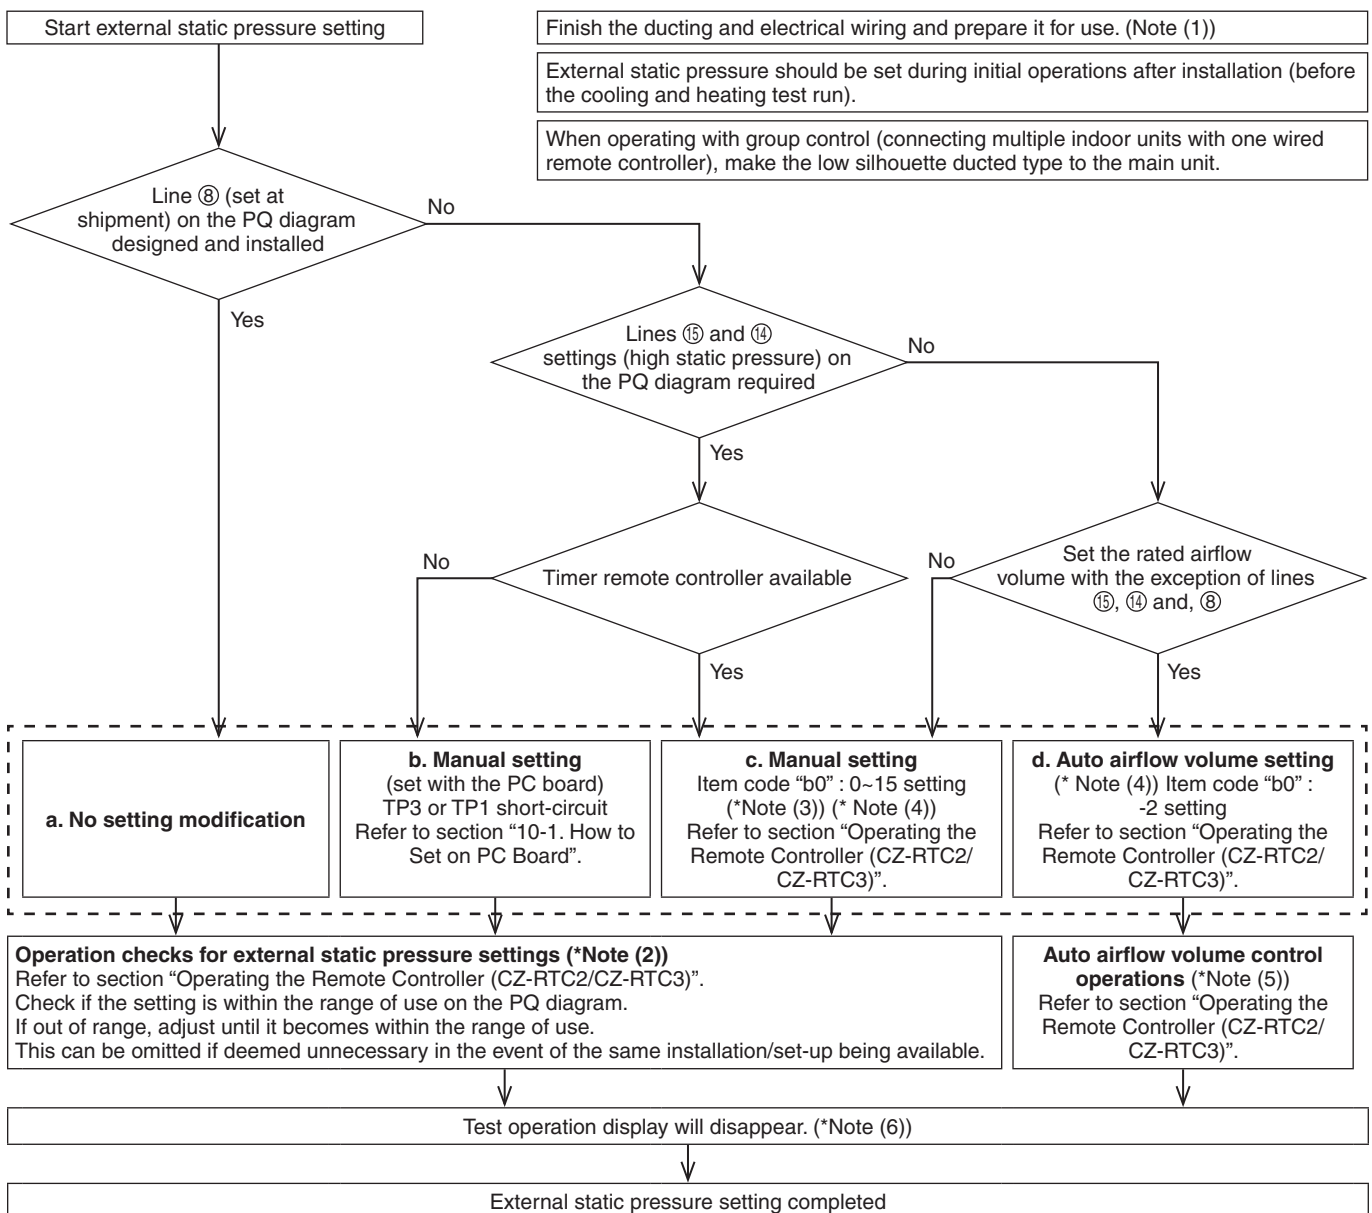 Start external static pressure setting
Finish the ducting and electrical wiring and prepare it for use. (Note (1))
External static pressure should be set during initial operations after installation (before
the cooling and heating test run).
When operating with group control (connecting multiple indoor units with one wired
remote controller), make the low silhouette ducted type to the main unit.
Line ⑧ (set at
shipment) on the PQ diagram
designed and installed
No
Yes
Lines ⑮ and ⑭
settings (high static pressure) on
the PQ diagram required
No
Yes
Timer remote controller available
No
Yes
Set the rated airflow
volume with the exception of lines
⑮, ⑭ and, ⑧
No
Yes
a. No setting modification
b. Manual setting
(set with the PC board)
TP3 or TP1 short-circuit
Refer to section “10-1. How to
Set on PC Board”.
c. Manual setting
Item code “b0” : 0~15 setting
(*Note (3)) (* Note (4))
Refer to section “Operating the
Remote Controller (CZ-RTC2/
CZ-RTC3)”.
d. Auto airflow volume setting
(* Note (4)) Item code “b0” :
-2 setting
Refer to section “Operating the
Remote Controller (CZ-RTC2/
CZ-RTC3)”.
Operation checks for external static pressure settings (*Note (2))
Refer to section “Operating the Remote Controller (CZ-RTC2/CZ-RTC3)”.
Check if the setting is within the range of use on the PQ diagram.
If out of range, adjust until it becomes within the range of use.
This can be omitted if deemed unnecessary in the event of the same installation/set-up being available.
Auto airflow volume control
operations (*Note (5))
Refer to section “Operating the
Remote Controller (CZ-RTC2/
CZ-RTC3)”.
Test operation display will disappear. (*Note (6))
External static pressure setting completed